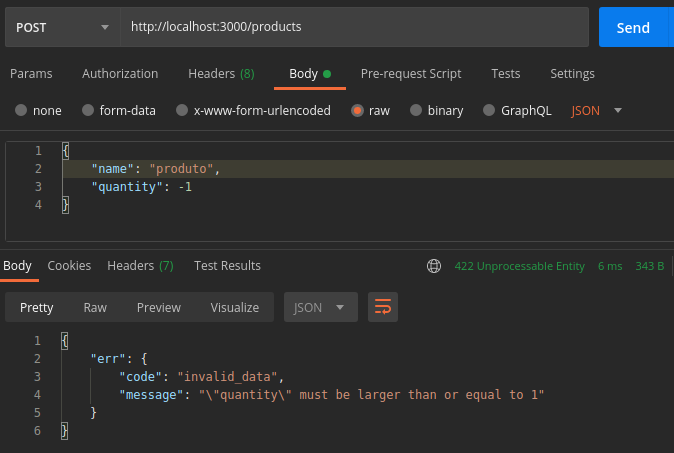 POST http://localhost:3000/products Send
Params Authorization Headers (8) Body Pre-request Script Tests Settings
none form-data x-www-form-urlencoded raw binary GraphQL JSON
1 {
2 "name": "produto",
3 "quantity": -1
4 }
Body Cookies Headers (7) Test Results 422 Unprocessable Entity 6 ms 343 B
Pretty Raw Preview Visualize JSON
1 {
2 "err": {
3 "code": "invalid_data",
4 "message": "\"quantity\" must be larger than or equal to 1"
5 }
6 }